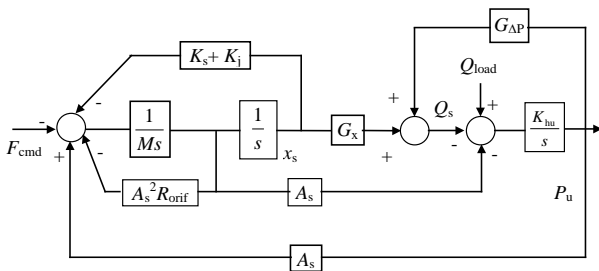 G_ΔP
K_s + K_j
Q_load
-
-
+
+
1/Ms
1/s
G_x
Q_s
K_hu/s
F_cmd
+
-
x_s
+
-
-
A_s^2 R_orif
A_s
P_u
A_s